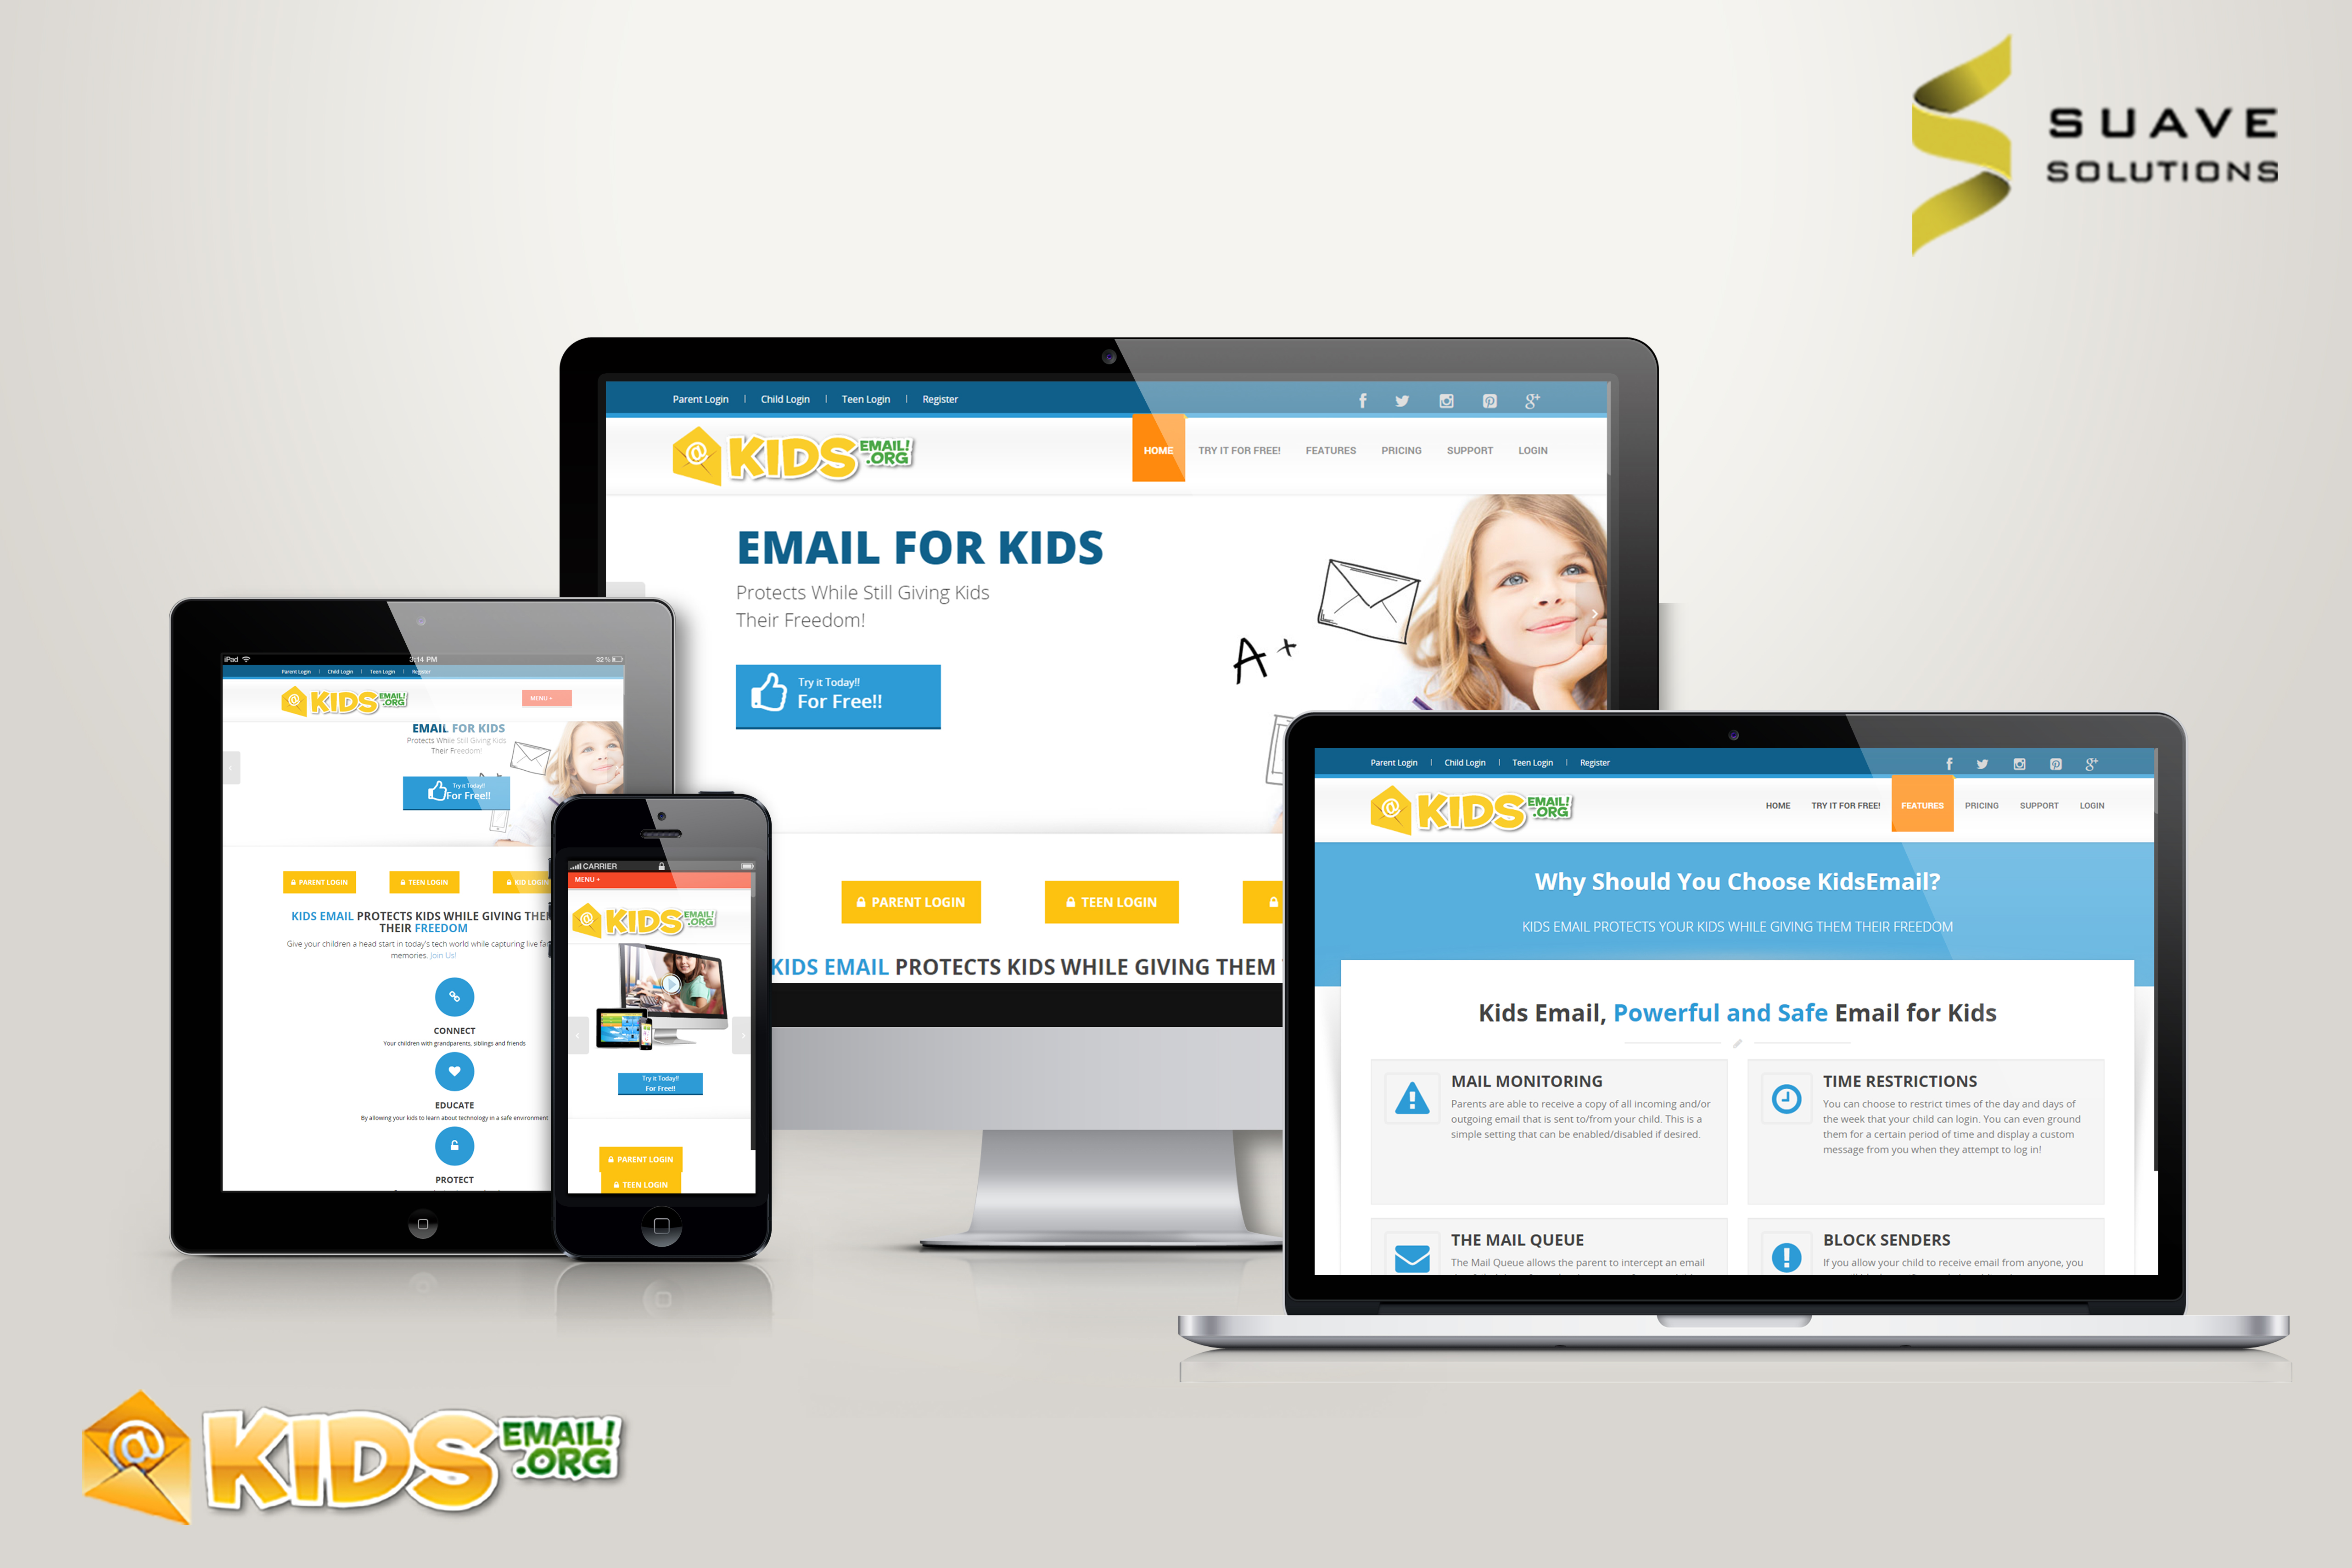 SUAVE
SOLUTIONS
Parent Login | Child Login | Teen Login | Register
KIDS EMAIL! .ORG
HOME TRY IT FOR FREE! FEATURES PRICING SUPPORT LOGIN
EMAIL FOR KIDS
Protects While Still Giving Kids
Their Freedom!
A+
Try it Today!!
For Free!!
PARENT LOGIN TEEN LOGIN
KIDS EMAIL PROTECTS KIDS WHILE GIVING THEM
iPad 3:14 PM 32%
Parent Login | Child Login | Teen Login | Register
KIDS EMAIL! .ORG
MENU +
EMAIL FOR KIDS
Protects While Still Giving Kids
Their Freedom!
Try it Today!!
For Free!!
PARENT LOGIN TEEN LOGIN KID LOGIN
KIDS EMAIL PROTECTS KIDS WHILE GIVING THEM
THEIR FREEDOM
Give your children a head start in today's tech world while capturing live
memories. Join Us!
CONNECT
Your children with grandparents, siblings and friends
EDUCATE
By allowing your kids to learn about technology in a safe environment
PROTECT
CARRIER
MENU +
KIDS EMAIL! .ORG
Try it Today!!
For Free!!
PARENT LOGIN
TEEN LOGIN
Parent Login | Child Login | Teen Login | Register
KIDS EMAIL! .ORG
HOME TRY IT FOR FREE! FEATURES PRICING SUPPORT LOGIN
Why Should You Choose KidsEmail?
KIDS EMAIL PROTECTS YOUR KIDS WHILE GIVING THEM THEIR FREEDOM
Kids Email, Powerful and Safe Email for Kids
MAIL MONITORING
Parents are able to receive a copy of all incoming and/or
outgoing email that is sent to/from your child. This is a
simple setting that can be enabled/disabled if desired.
TIME RESTRICTIONS
You can choose to restrict times of the day and days of
the week that your child can login. You can even ground
them for a certain period of time and display a custom
message from you when they attempt to log in!
THE MAIL QUEUE
The Mail Queue allows the parent to intercept an email
BLOCK SENDERS
If you allow your child to receive email from anyone, you
KIDS EMAIL! .ORG